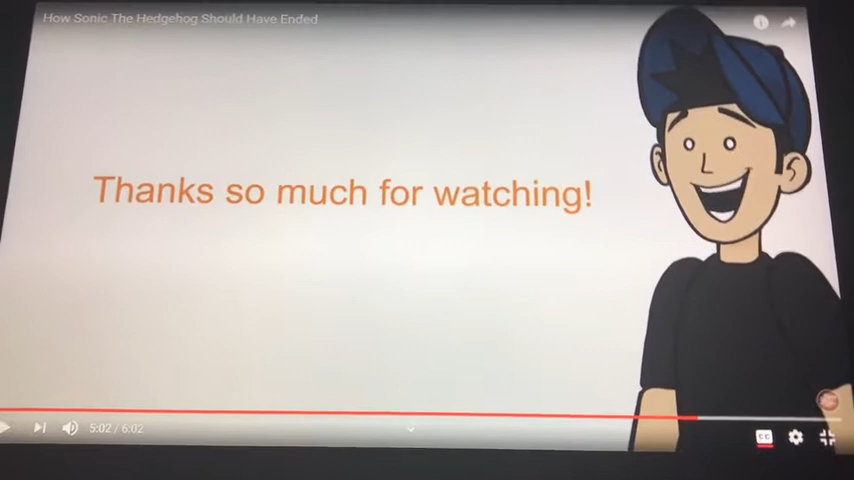 How Sonic The Hedgehog Should Have Ended
Thanks so much for watching!
5:02 / 6:02
CC